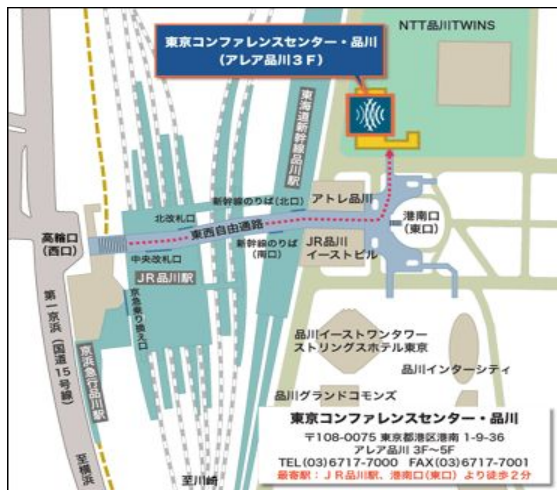 東京コンファレンスセンター・品川
(アレア品川3F)
NTT品川TWINS
東海道新幹線品川駅
新幹線のりば(北口)
アトレ品川
北改札口
東西自由通路
港南口
(東口)
高輪口
(西口)
中央改札口
新幹線のりば
(南口)
JR品川
イーストビル
JR品川駅
京急乗り換え口
第一京浜(国道15号線)
京浜急行品川駅
品川イーストワンタワー
ストリングスホテル東京
品川インターシティ
品川グランドコモンズ
至横浜
至川崎
東京コンファレンスセンター・品川
〒108-0075 東京都港区港南 1-9-36
アレア品川 3F~5F
TEL(03)6717-7000 FAX(03)6717-7001
最寄駅:JR品川駅、港南口(東口)より徒歩2分